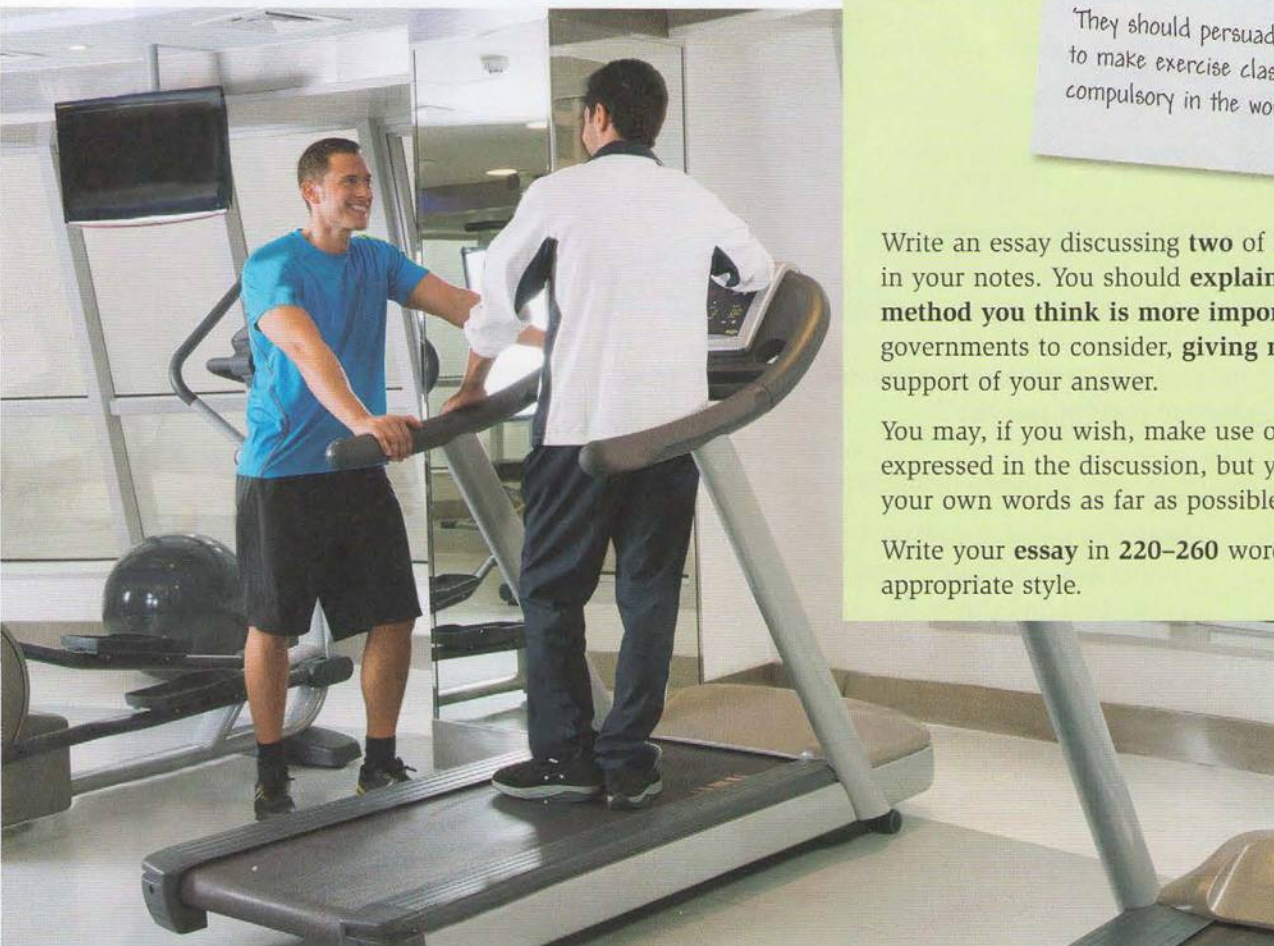 'They should persuad
to make exercise clas
compulsory in the wo
Write an essay discussing two of
in your notes. You should explain
method you think is more impor
governments to consider, giving r
support of your answer.
You may, if you wish, make use o
expressed in the discussion, but y
your own words as far as possible
Write your essay in 220–260 word
appropriate style.